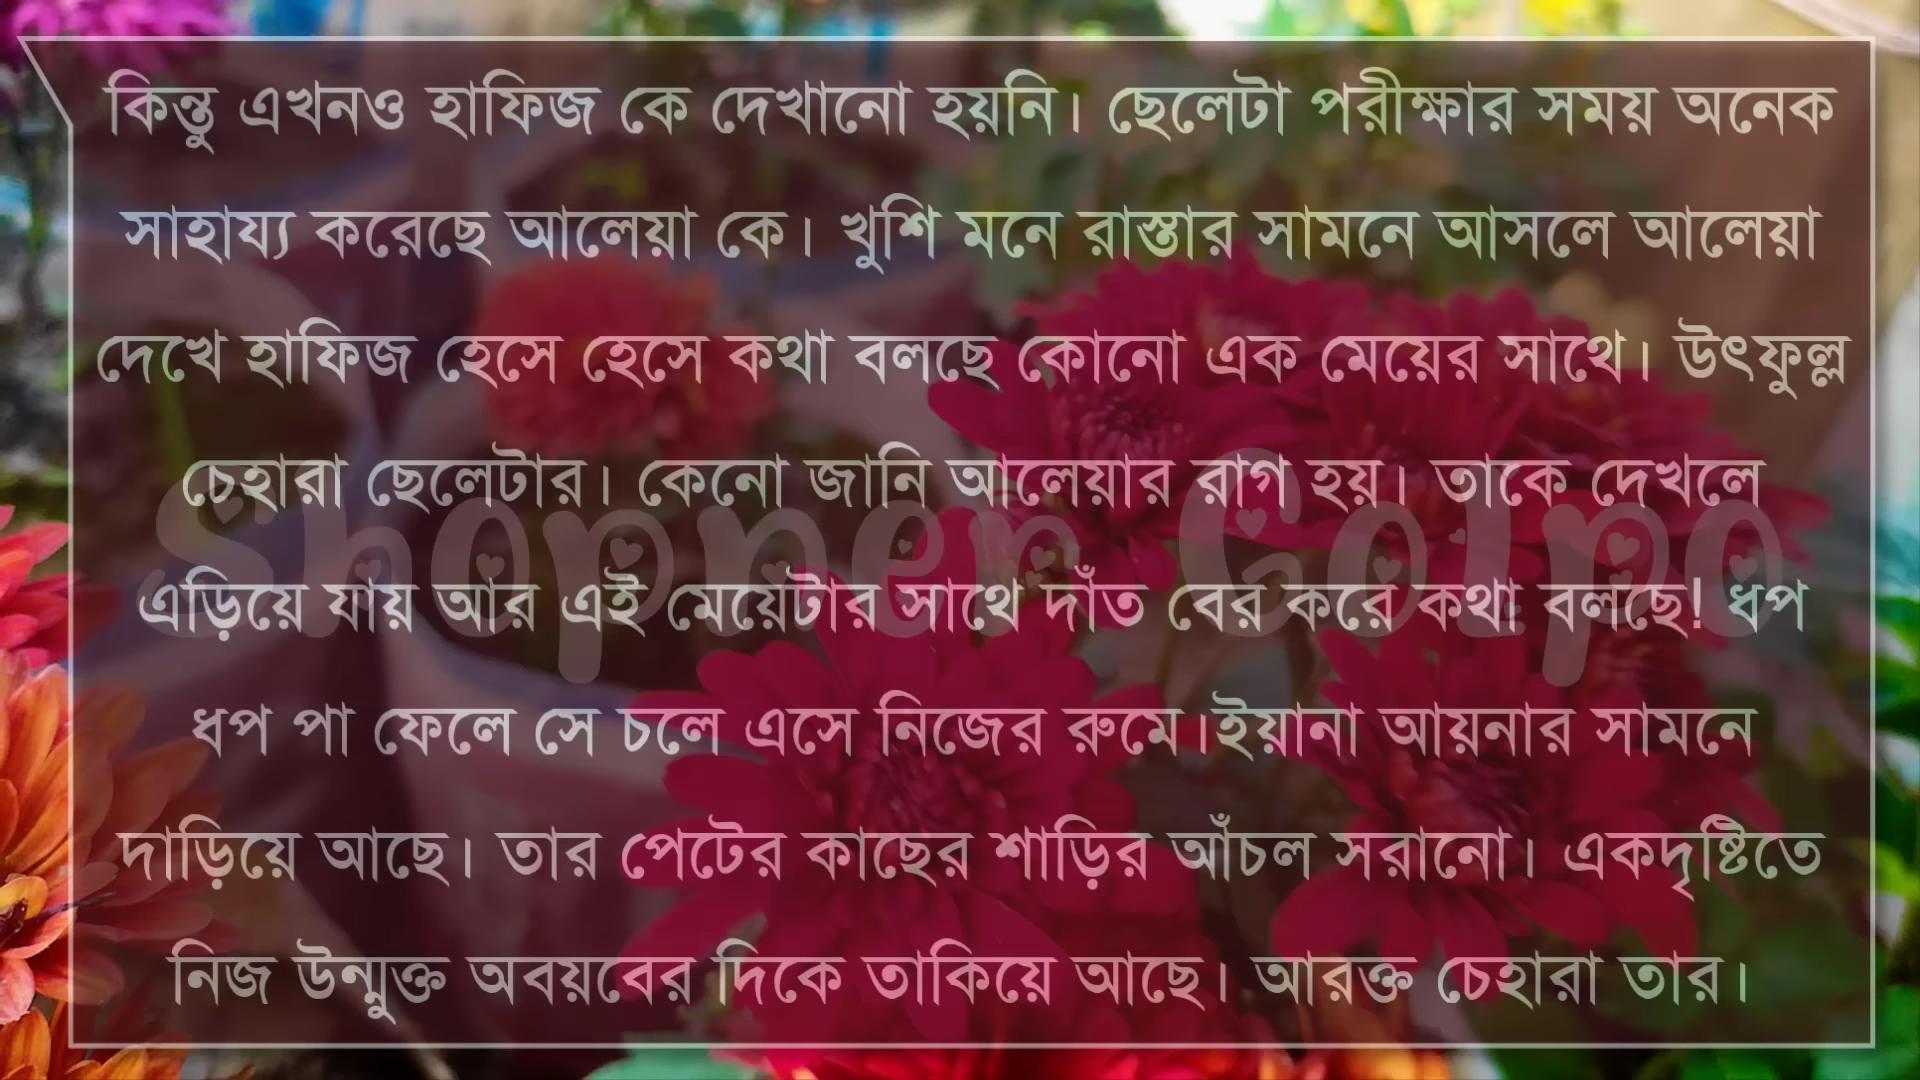 কিন্তু এখনও হাফিজ কে দেখানো হয়নি। ছেলেটা পরীক্ষার সময় অনেক
সাহায্য করেছে আলেয়া কে। খুশি মনে রাস্তার সামনে আসলে আলেয়া
দেখে হাফিজ হেসে হেসে কথা বলছে কোনো এক মেয়ের সাথে। উৎফুল্ল
চেহারা ছেলেটার। কেনো জানি আলেয়ার রাগ হয়। তাকে দেখলে
Shopner Golpo
এড়িয়ে যায় আর এই মেয়েটার সাথে দাঁত বের করে কথা বলছে! ধপ
ধপ পা ফেলে সে চলে এসে নিজের রুমে।ইয়ানা আয়নার সামনে
দাড়িয়ে আছে। তার পেটের কাছের শাড়ির আঁচল সরানো। একদৃষ্টিতে
নিজ উন্মুক্ত অবয়বের দিকে তাকিয়ে আছে। আরক্ত চেহারা তার।